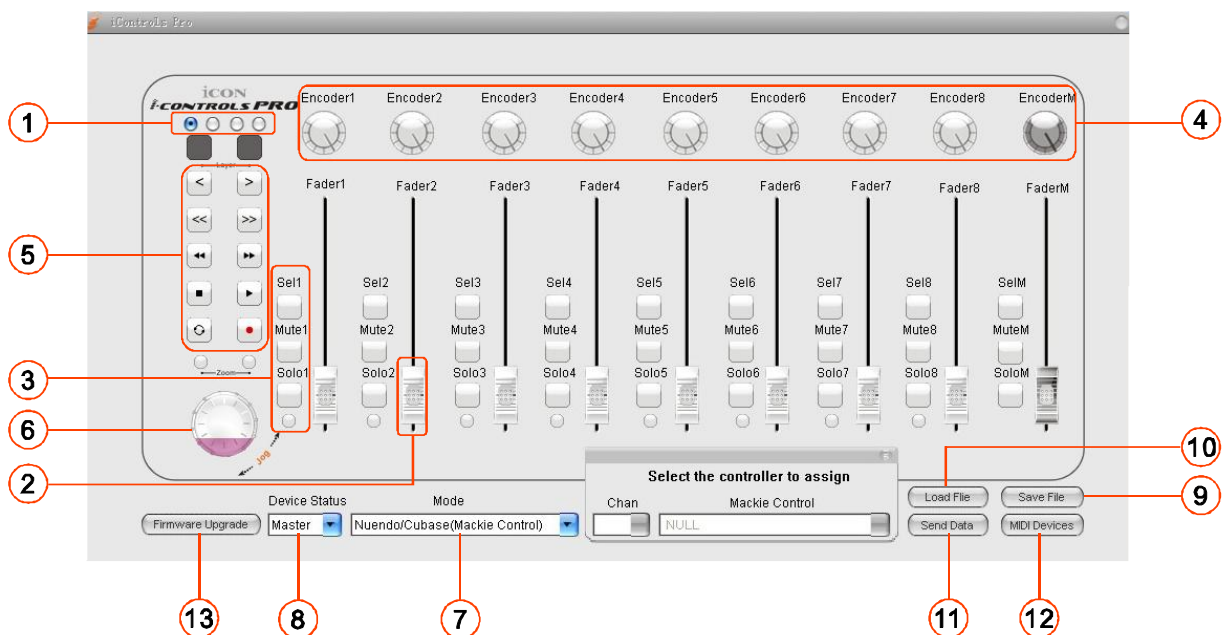 iControls Pro
iCON
i-CONTROLS PRO
Encoder1 Encoder2 Encoder3 Encoder4 Encoder5 Encoder6 Encoder7 Encoder8 EncoderM
1
4
Layer
< >
Fader1 Fader2 Fader3 Fader4 Fader5 Fader6 Fader7 Fader8 FaderM
<< >>
5
Sel1 Sel2 Sel3 Sel4 Sel5 Sel6 Sel7 Sel8 SelM
Mute1 Mute2 Mute3 Mute4 Mute5 Mute6 Mute7 Mute8 MuteM
3
Zoom
Solo1 Solo2 Solo3 Solo4 Solo5 Solo6 Solo7 Solo8 SoloM
6
Jog
2
10
9
Select the controller to assign
Device Status Mode Chan Mackie Control
Load Flie Save File
Firmware Upgrade Master Nuendo/Cubase(Mackie Control) NULL Send Data MIDI Devices
13 8 7 11 12